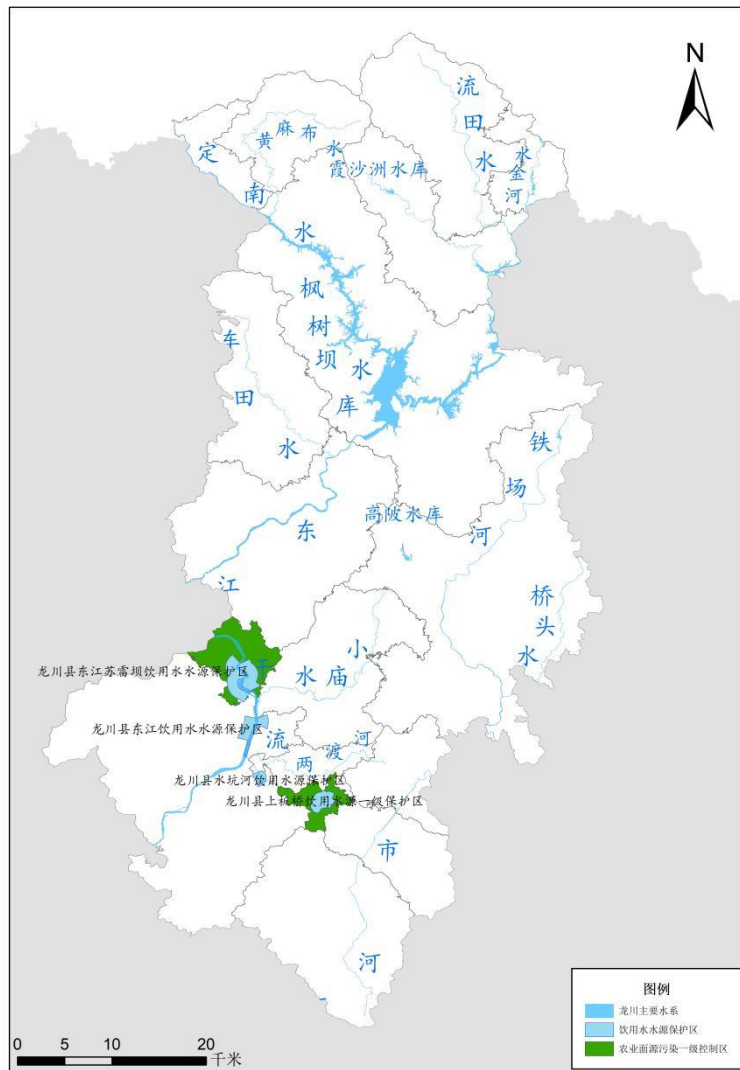 N
流田水
水金河
黄麻布水
霞沙洲水库
定南水
枫树坝水库
车田水
铁场河
高陂水库
东江干流
桥头水
小庙水
龙川县东江苏雷坝饮用水水源保护区
龙川县东江饮用水水源保护区
两渡河
龙川县水坑河饮用水源保护区
龙川县上板桥饮用水源一级保护区
市河
图例
龙川主要水系
饮用水水源保护区
农业面源污染一级控制区
0 5 10 20
千米